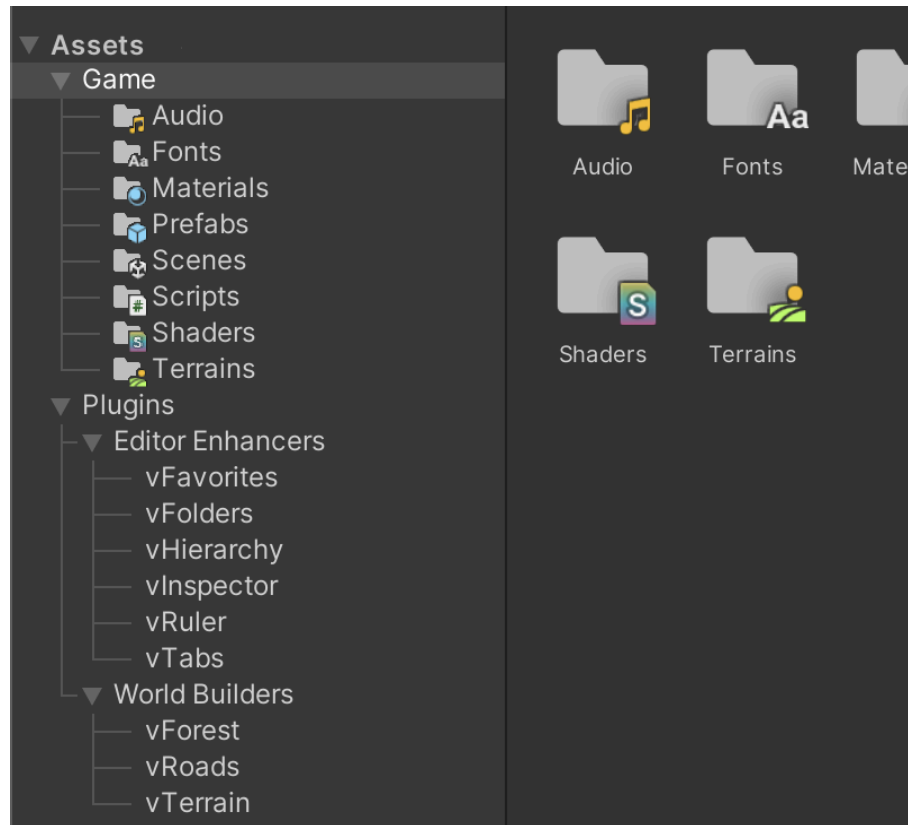 Assets
Game
Audio
Fonts
Materials
Prefabs
Scenes
Scripts
Shaders
Terrains
Plugins
Editor Enhancers
vFavorites
vFolders
vHierarchy
vInspector
vRuler
vTabs
World Builders
vForest
vRoads
vTerrain
Aa
Audio Fonts Mate
S
Shaders Terrains